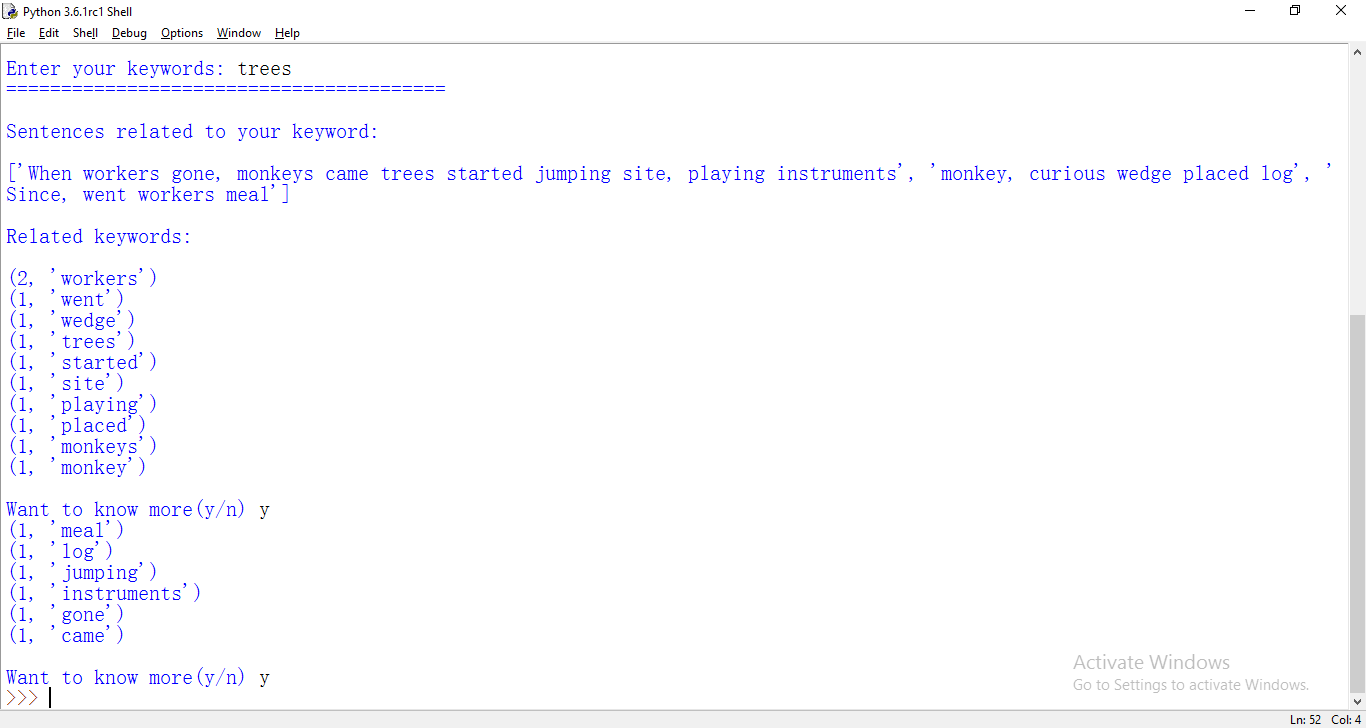 Python 3.6.1rc1 Shell
File Edit Shell Debug Options Window Help
Enter your keywords: trees
========================================
Sentences related to your keyword:
['When workers gone, monkeys came trees started jumping site, playing instruments', 'monkey, curious wedge placed log', '
Since, went workers meal']
Related keywords:
(2, 'workers')
(1, 'went')
(1, 'wedge')
(1, 'trees')
(1, 'started')
(1, 'site')
(1, 'playing')
(1, 'placed')
(1, 'monkeys')
(1, 'monkey')
Want to know more(y/n) y
(1, 'meal')
(1, 'log')
(1, 'jumping')
(1, 'instruments')
(1, 'gone')
(1, 'came')
Want to know more(y/n) y
>>>
Activate Windows
Go to Settings to activate Windows.
Ln: 52 Col: 4